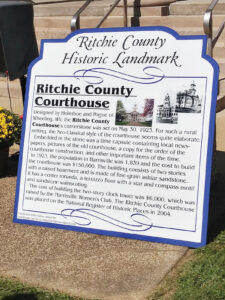 Ritchie County
Historic Landmark
Ritchie County
Courthouse
Designed by Holmboe and Pogue of
Wheeling, WV, the Ritchie County
Courthouse's cornerstone was set on May 30, 1923. For such a rural
setting, the Neo-Classical style of the courthouse seems quite elaborate.
Embedded in the stone was a time capsule containing local news-
papers, pictures of the old courthouse, a copy for the order of the
courthouse construction, and other important items of the time.
In 1923, the population in Harrisville was 1,830 and the cost to build
the courthouse was $150,000. The building consists of two stories
with a raised basement and is made of fine-grain ashlar sandstone.
It has a center rotunda, a terrazzo floor with a star and compass motif
and sandstone wainscoting.
The cost of building the two-story clock tower was $6,000, which was
raised by the Harrisville Women's Club. The Ritchie County Courthouse
was placed on the National Register of Historic Places in 2004.